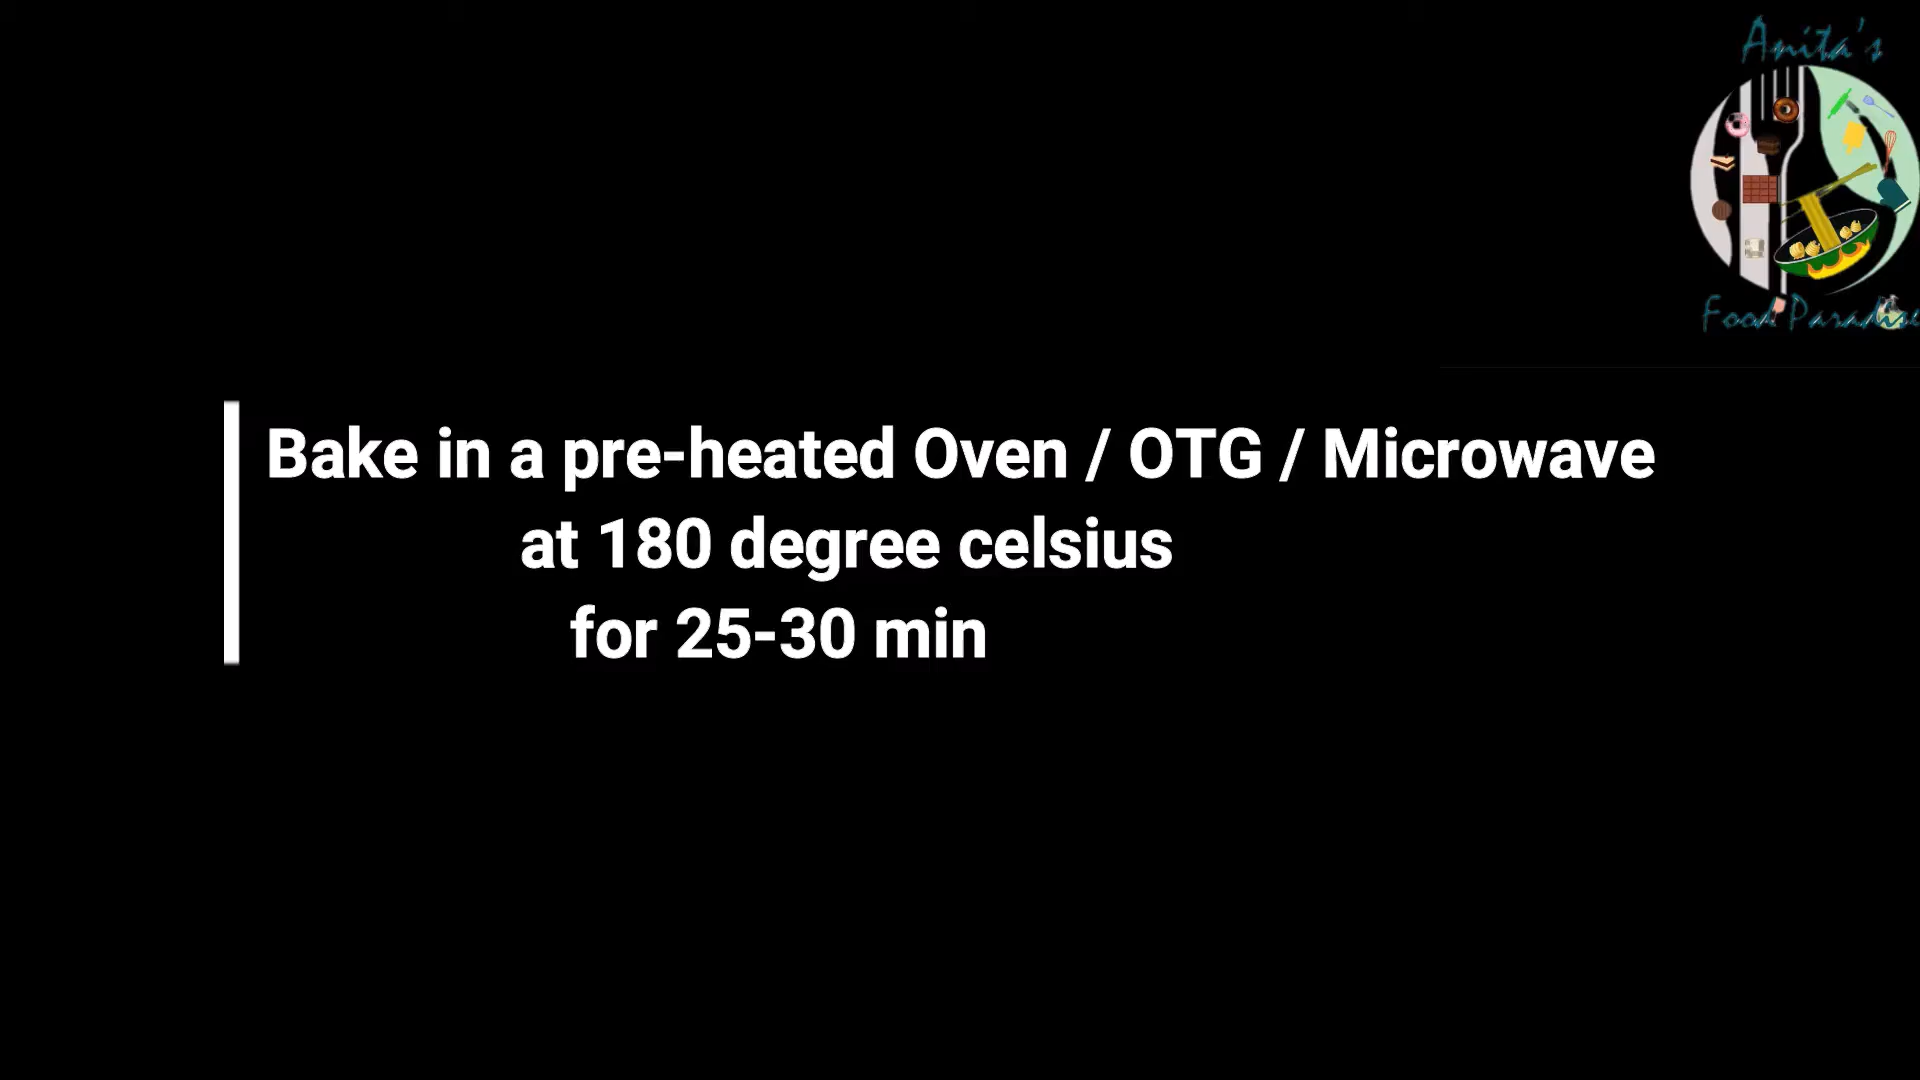 Anita's
Food Paradise
Bake in a pre-heated Oven / OTG / Microwave
at 180 degree celsius
for 25-30 min